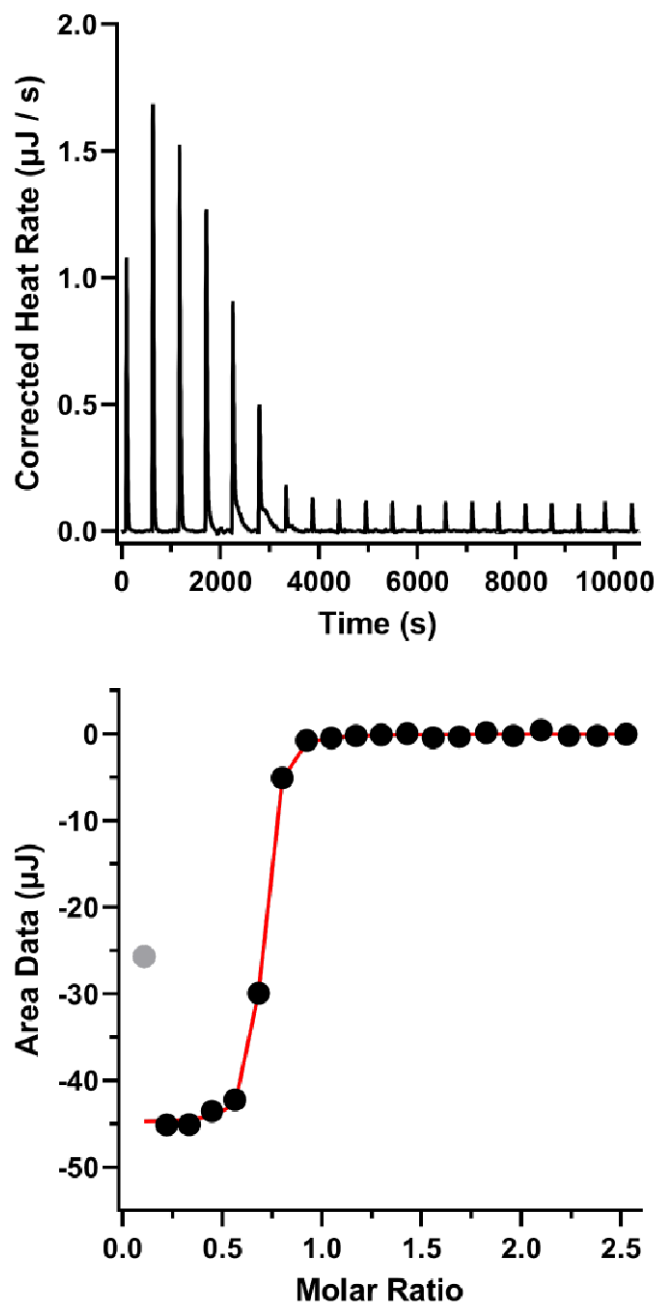 Corrected Heat Rate (µJ / s)
2.0
1.5
1.0
0.5
0.0
0 2000 4000 6000 8000 10000
Time (s)
Area Data (µJ)
0
-10
-20
-30
-40
-50
0.0 0.5 1.0 1.5 2.0 2.5
Molar Ratio